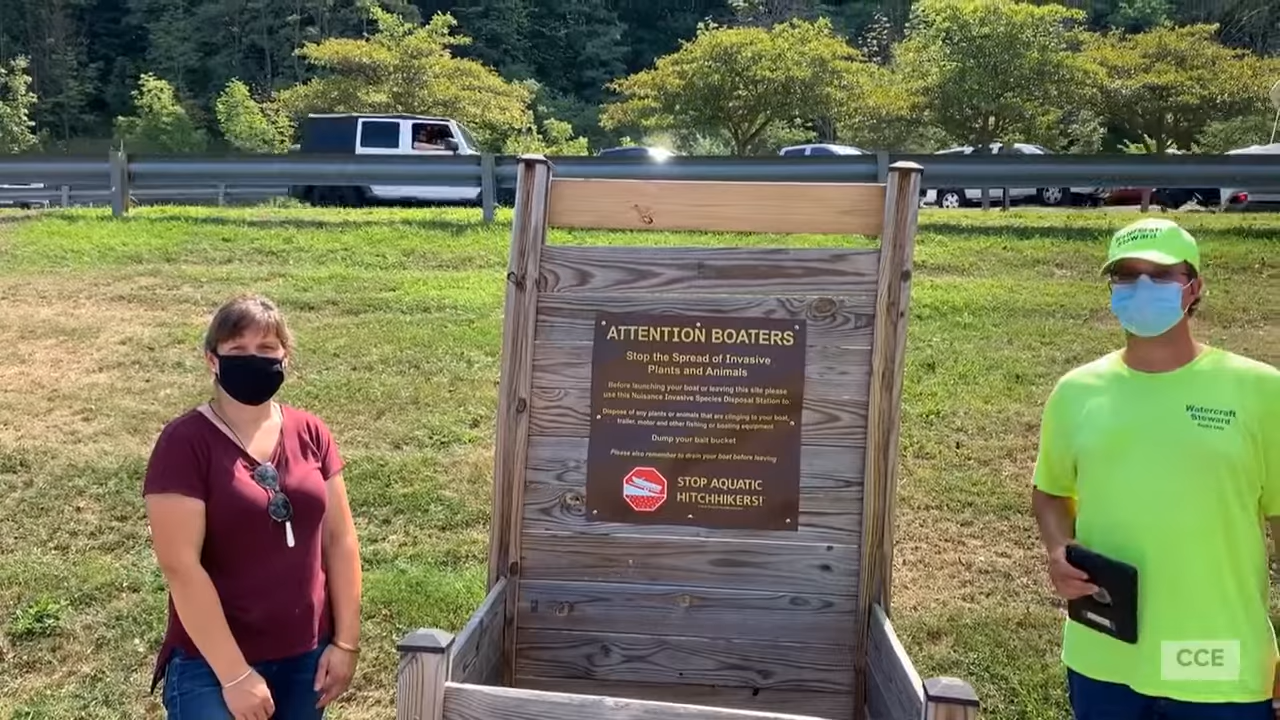 Watercraft
Steward
ATTENTION BOATERS
Stop the Spread of Invasive
Plants and Animals
Before launching your boat or leaving this site please
use this Nuisance Invasive Species Disposal Station to:
Dispose of any plants or animals that are clinging to your boat,
trailer, motor and other fishing or boating equipment
Dump your bait bucket
Please also remember to drain your boat before leaving
STOP AQUATIC
HITCHHIKERS!
Watercraft
Steward
CCE